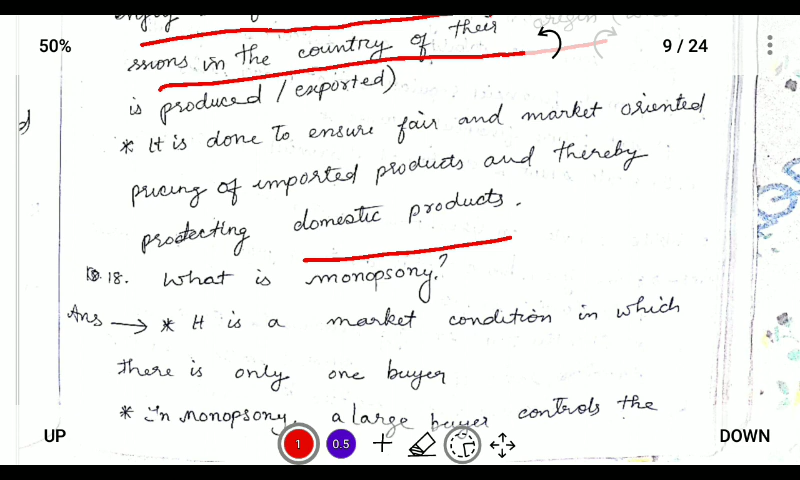 50%
9 / 24
ssions in the country of their
is produced / exported)
* It is done to ensure fair and market oriented
pricing of imported products and thereby
protecting domestic products.
Q.18. What is monopsony?
Ans → * It is a market condition in which
there is only one buyer
* In monopsony, a large buyer controls the
UP
1
0.5
DOWN